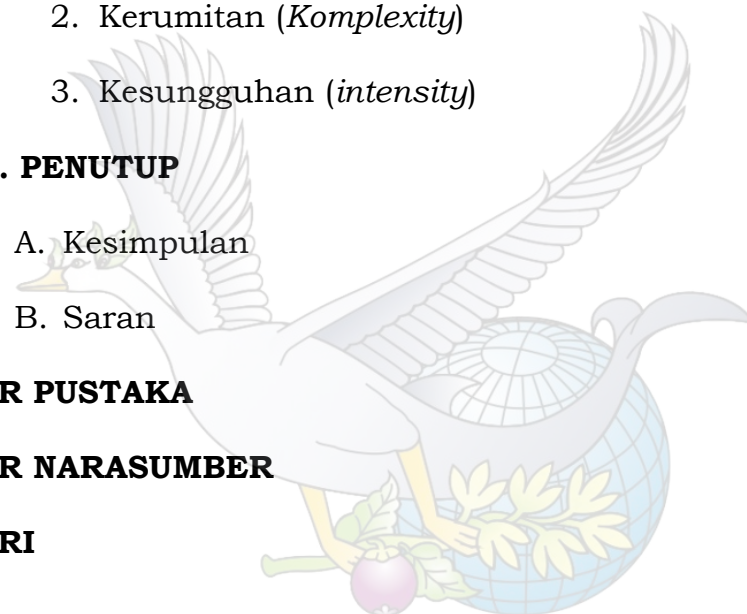 2. Kerumitan (Komplexity)
3. Kesungguhan (intensity)
. PENUTUP
A. Kesimpulan
B. Saran
R PUSTAKA
R NARASUMBER
RI